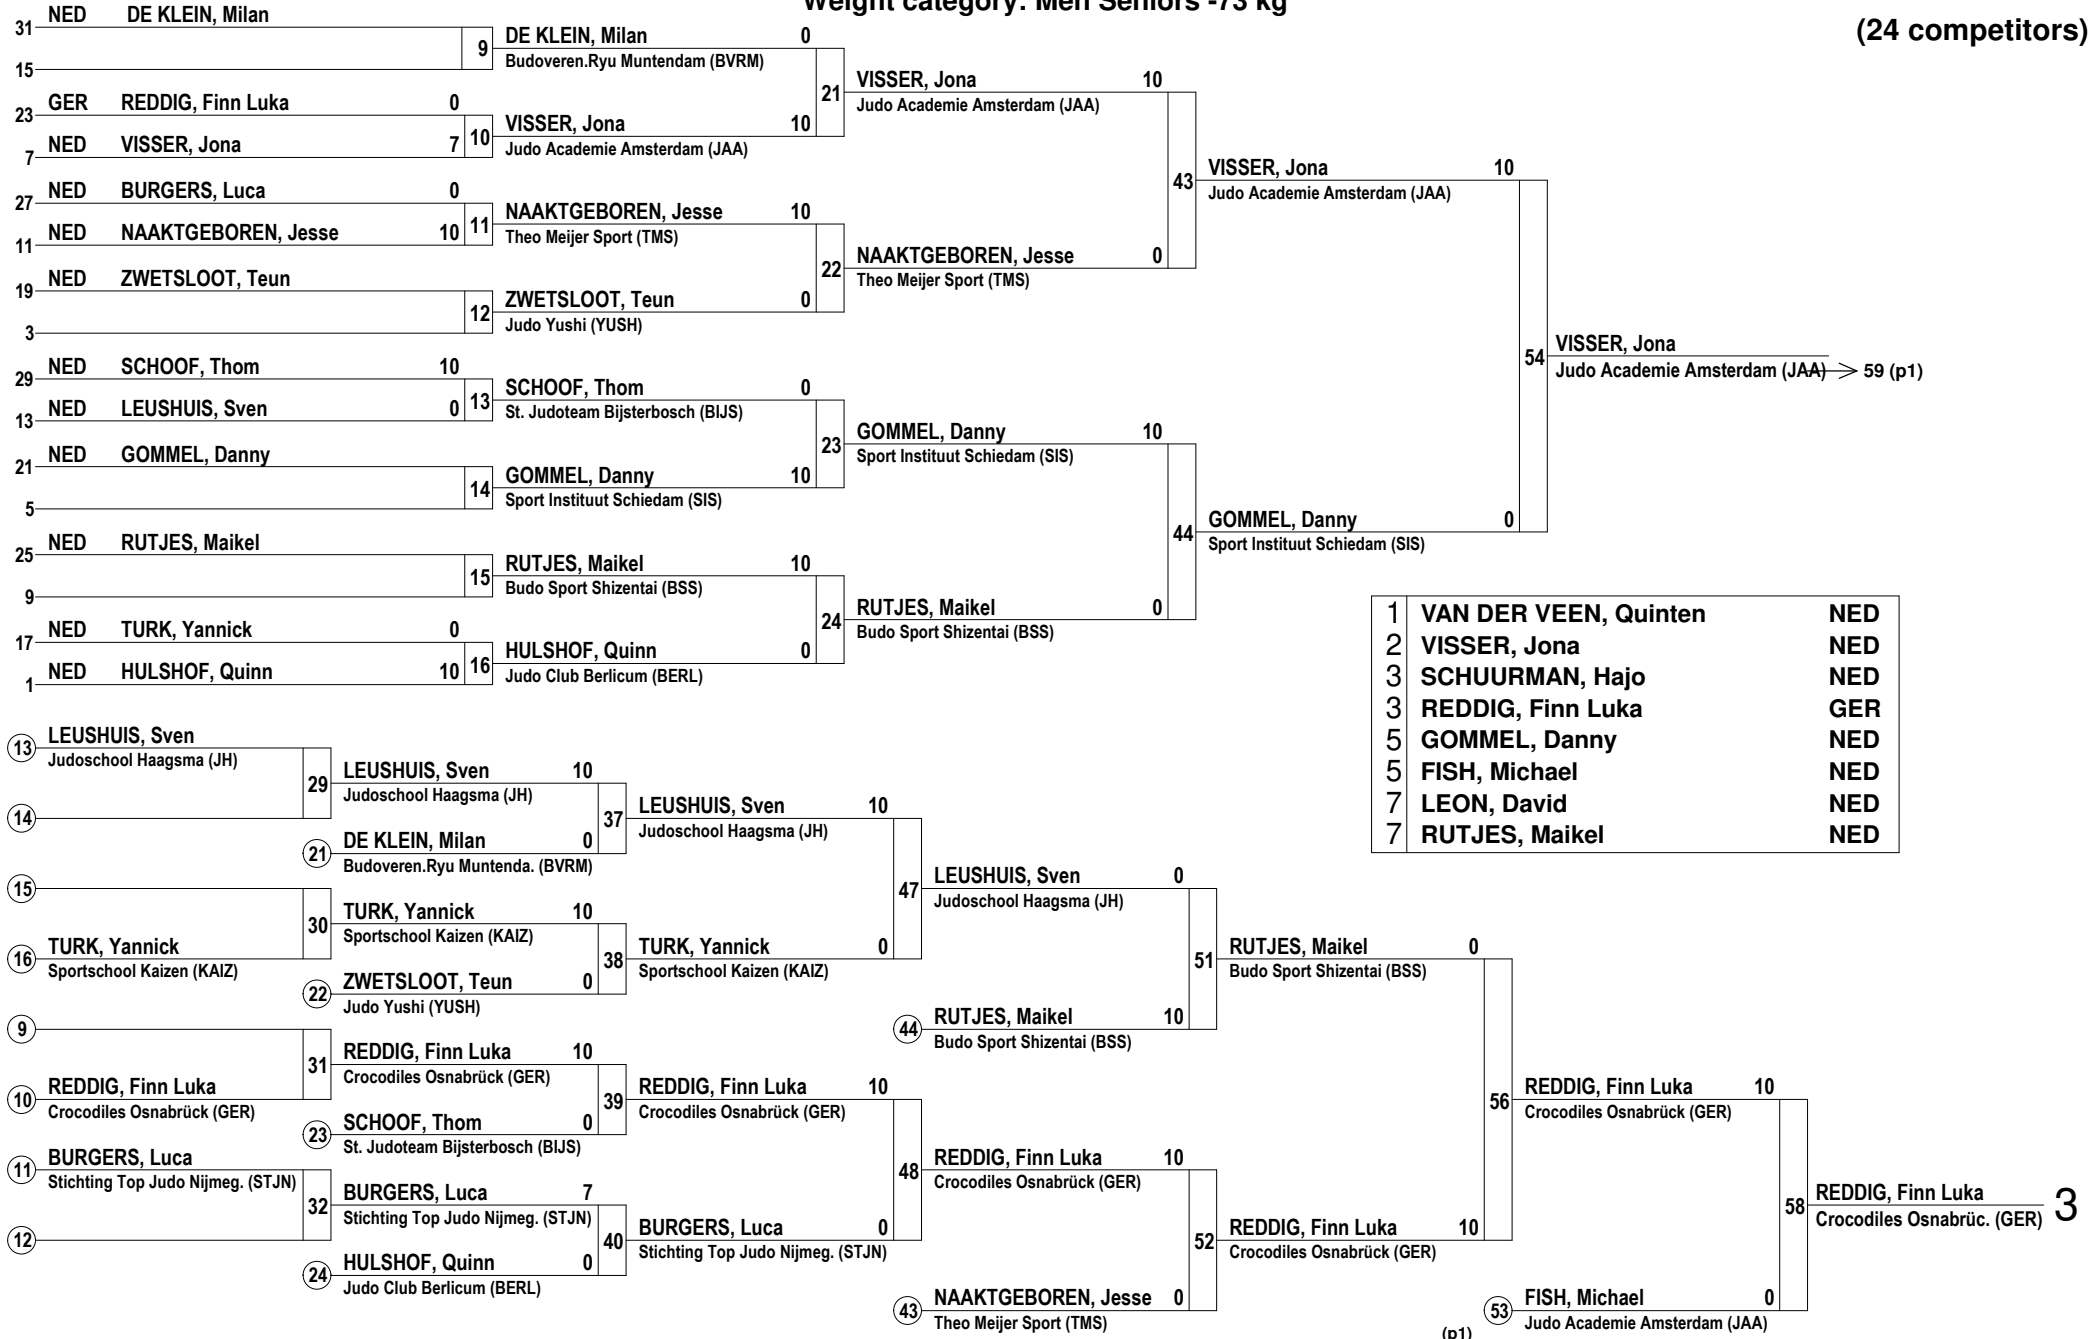 Weight category: Men Seniors -73 kg
(24 competitors)
31 NED DE KLEIN, Milan
15
9
23 GER REDDIG, Finn Luka 0
7 NED VISSER, Jona 7
10
27 NED BURGERS, Luca 0
11 NED NAAKTGEBOREN, Jesse 10
11
19 NED ZWETSLOOT, Teun
3
12
29 NED SCHOOF, Thom 10
13 NED LEUSHUIS, Sven 0
13
21 NED GOMMEL, Danny
5
14
25 NED RUTJES, Maikel
9
15
17 NED TURK, Yannick 0
1 NED HULSHOF, Quinn 10
16
DE KLEIN, Milan 0
Budoveren.Ryu Muntendam (BVRM)
21
VISSER, Jona 10
Judo Academie Amsterdam (JAA)
NAAKTGEBOREN, Jesse 10
Theo Meijer Sport (TMS)
22
ZWETSLOOT, Teun 0
Judo Yushi (YUSH)
SCHOOF, Thom 0
St. Judoteam Bijsterbosch (BIJS)
23
GOMMEL, Danny 10
Sport Instituut Schiedam (SIS)
RUTJES, Maikel 10
Budo Sport Shizentai (BSS)
24
HULSHOF, Quinn 0
Judo Club Berlicum (BERL)
VISSER, Jona 10
Judo Academie Amsterdam (JAA)
43
NAAKTGEBOREN, Jesse 0
Theo Meijer Sport (TMS)
GOMMEL, Danny 10
Sport Instituut Schiedam (SIS)
44
RUTJES, Maikel 0
Budo Sport Shizentai (BSS)
VISSER, Jona 10
Judo Academie Amsterdam (JAA)
54
GOMMEL, Danny 0
Sport Instituut Schiedam (SIS)
VISSER, Jona
Judo Academie Amsterdam (JAA) 59 (p1)
1 VAN DER VEEN, Quinten NED
2 VISSER, Jona NED
3 SCHUURMAN, Hajo NED
3 REDDIG, Finn Luka GER
5 GOMMEL, Danny NED
5 FISH, Michael NED
7 LEON, David NED
7 RUTJES, Maikel NED
13 LEUSHUIS, Sven
Judoschool Haagsma (JH)
29
14
15
30
16 TURK, Yannick
Sportschool Kaizen (KAIZ)
9
31
10 REDDIG, Finn Luka
Crocodiles Osnabrück (GER)
11 BURGERS, Luca
Stichting Top Judo Nijmeg. (STJN)
32
12
LEUSHUIS, Sven 10
Judoschool Haagsma (JH)
37
21 DE KLEIN, Milan 0
Budoveren.Ryu Muntenda. (BVRM)
TURK, Yannick 10
Sportschool Kaizen (KAIZ)
38
22 ZWETSLOOT, Teun 0
Judo Yushi (YUSH)
REDDIG, Finn Luka 10
Crocodiles Osnabrück (GER)
39
23 SCHOOF, Thom 0
St. Judoteam Bijsterbosch (BIJS)
BURGERS, Luca 7
Stichting Top Judo Nijmeg. (STJN)
40
24 HULSHOF, Quinn 0
Judo Club Berlicum (BERL)
LEUSHUIS, Sven 10
Judoschool Haagsma (JH)
47
TURK, Yannick 0
Sportschool Kaizen (KAIZ)
REDDIG, Finn Luka 10
Crocodiles Osnabrück (GER)
48
BURGERS, Luca 0
Stichting Top Judo Nijmeg. (STJN)
LEUSHUIS, Sven 0
Judoschool Haagsma (JH)
51
44 RUTJES, Maikel 10
Budo Sport Shizentai (BSS)
REDDIG, Finn Luka 10
Crocodiles Osnabrück (GER)
52
43 NAAKTGEBOREN, Jesse 0
Theo Meijer Sport (TMS)
RUTJES, Maikel 0
Budo Sport Shizentai (BSS)
56
REDDIG, Finn Luka 10
Crocodiles Osnabrück (GER)
REDDIG, Finn Luka 10
Crocodiles Osnabrück (GER)
58
53 FISH, Michael 0
(p1) Judo Academie Amsterdam (JAA)
REDDIG, Finn Luka
Crocodiles Osnabrüc. (GER) 3